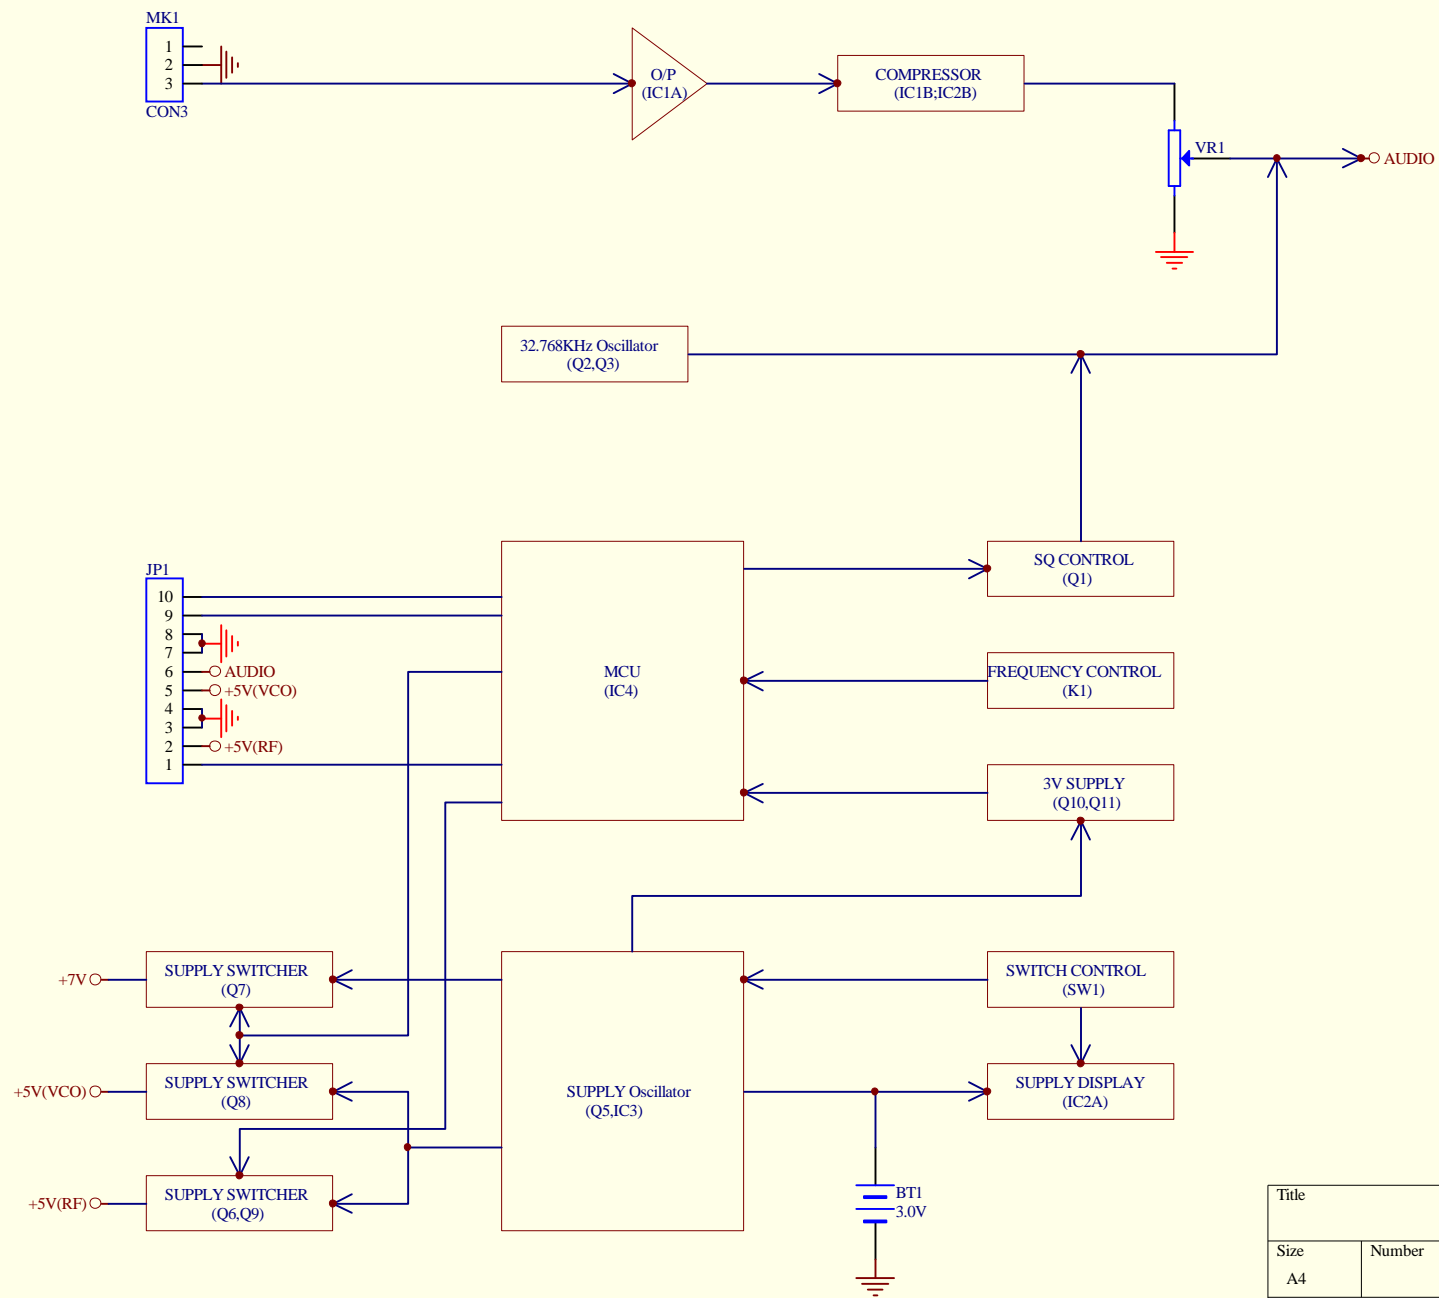 MK1
1
2
3
CON3
O/P
(IC1A)
COMPRESSOR
(IC1B;IC2B)
VR1
AUDIO
32.768KHz Oscillator
(Q2,Q3)
JP1
10
9
8
7
6
5
4
3
2
1
AUDIO
+5V(VCO)
+5V(RF)
MCU
(IC4)
SQ CONTROL
(Q1)
FREQUENCY CONTROL
(K1)
3V SUPPLY
(Q10,Q11)
+7V
SUPPLY SWITCHER
(Q7)
+5V(VCO)
SUPPLY SWITCHER
(Q8)
+5V(RF)
SUPPLY SWITCHER
(Q6,Q9)
SUPPLY Oscillator
(Q5,IC3)
SWITCH CONTROL
(SW1)
SUPPLY DISPLAY
(IC2A)
BT1
3.0V
Title
Size
Number
A4